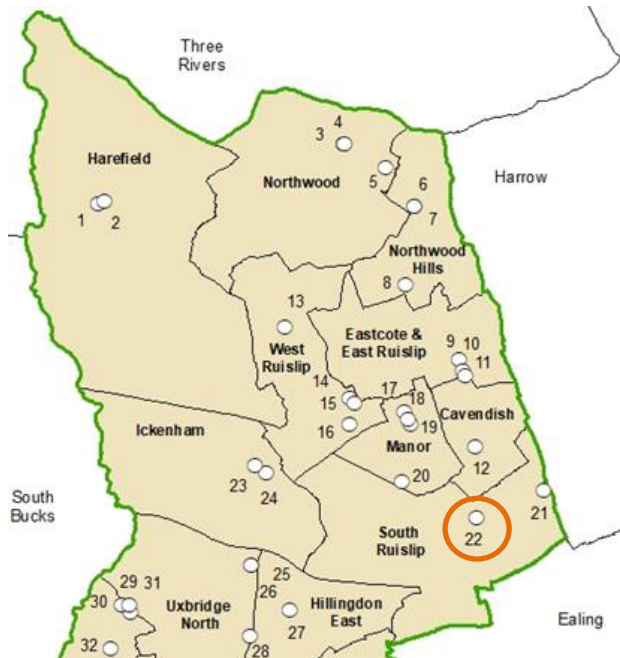 Three
Rivers
3 4
Harefield
5
Northwood
6
Harrow
1 2
7
Northwood
Hills
8
13
Eastcote &
East Ruislip
9 10
West
Ruislip
11
14
17
18
15
Cavendish
16
19
Ickenham
Manor
12
23
24
20
South
Bucks
21
South
Ruislip
22
25
29 31
26
30
Uxbridge
North
Hillingdon
East
Ealing
27
32
28